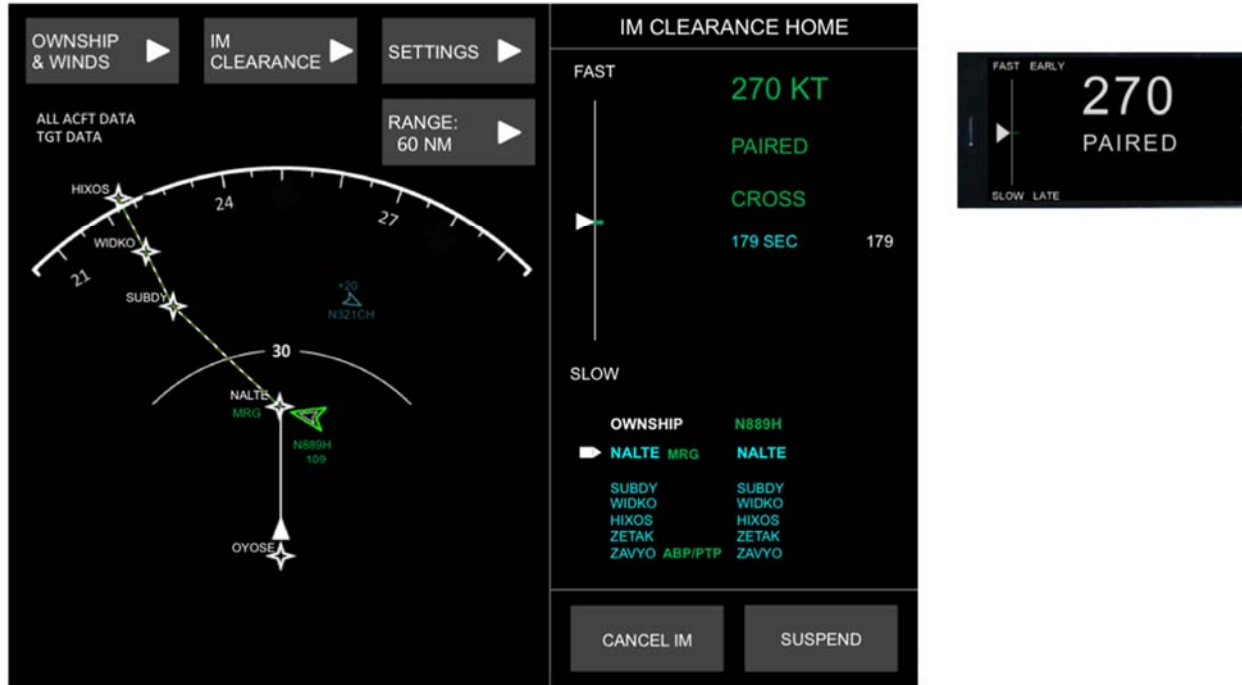 OWNSHIP
& WINDS
IM
CLEARANCE
SETTINGS
RANGE:
60 NM
ALL ACFT DATA
TGT DATA
HIXOS
24
27
WIDKO
21
SUBDY
+20
N321CH
30
NALTE
MRG
N889H
109
OYOSE
IM CLEARANCE HOME
FAST
270 KT
PAIRED
CROSS
179 SEC 179
SLOW
OWNSHIP N889H
NALTE MRG NALTE
SUBDY SUBDY
WIDKO WIDKO
HIXOS HIXOS
ZETAK ZETAK
ZAVYO ABP/PTP ZAVYO
CANCEL IM SUSPEND
FAST EARLY
270
PAIRED
SLOW LATE